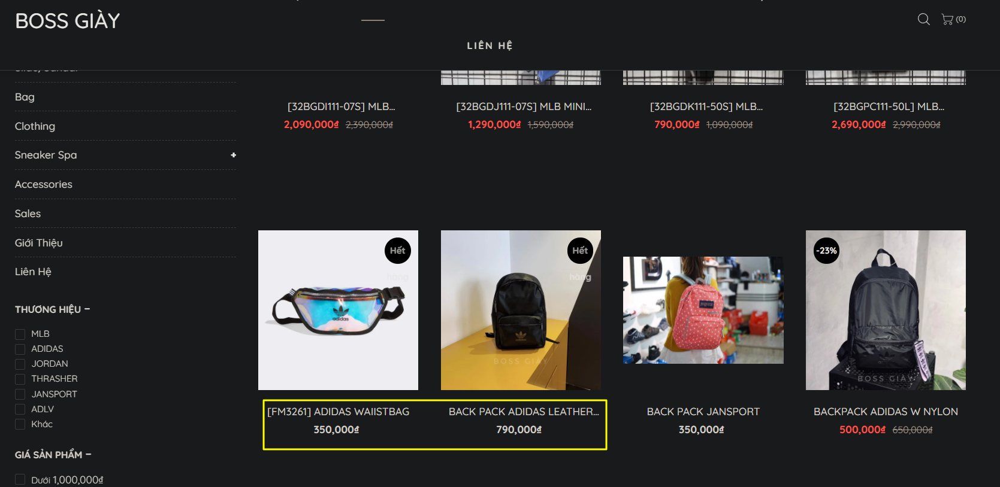 BOSS GIÀY
(0)
LIÊN HỆ
Bag
Clothing
Sneaker Spa +
Accessories
Sales
Giới Thiệu
Liên Hệ
THƯƠNG HIỆU −
MLB
ADIDAS
JORDAN
THRASHER
JANSPORT
ADLV
Khác
GIÁ SẢN PHẨM −
Dưới 1,000,000₫
[32BGDI111-07S] MLB...
2,090,000₫ 2,390,000₫
[32BGDJ111-07S] MLB MINI...
1,290,000₫ 1,590,000₫
[32BGDK111-50S] MLB...
790,000₫ 1,090,000₫
[32BGPC111-50L] MLB...
2,690,000₫ 2,990,000₫
Hết
hàng
adidas
[FM3261] ADIDAS WAIISTBAG
350,000₫
Hết
hàng
BOSS GIÀY
BACK PACK ADIDAS LEATHER...
790,000₫
BACK PACK JANSPORT
350,000₫
-23%
BOSS GIÀY
BACKPACK ADIDAS W NYLON
500,000₫ 650,000₫